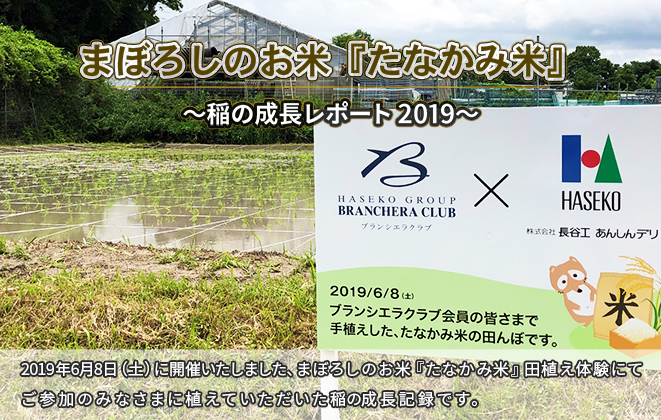 まぼろしのお米『たなかみ米』
～稲の成長レポート2019～
B
HASEKO GROUP
BRANCHERA CLUB
ブランシエラクラブ
×
HASEKO
株式会社 長谷工 あんしんデリ
2019/6/8(土)
ブランシエラクラブ会員の皆さまで
手植えした、たなかみ米の田んぼです。
米
2019年6月8日（土）に開催いたしました、まぼろしのお米『たなかみ米』田植え体験にて
ご参加のみなさまに植えていただいた稲の成長記録です。